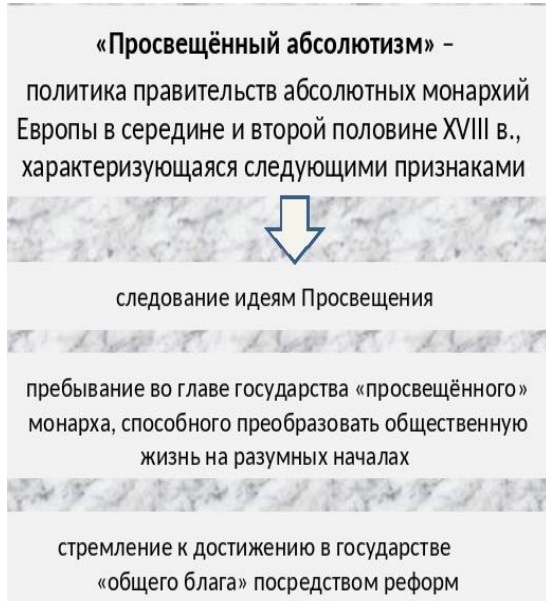 «Просвещённый абсолютизм» –
политика правительств абсолютных монархий
Европы в середине и второй половине XVIII в.,
характеризующаяся следующими признаками
следование идеям Просвещения
пребывание во главе государства «просвещённого»
монарха, способного преобразовать общественную
жизнь на разумных началах
стремление к достижению в государстве
«общего блага» посредством реформ